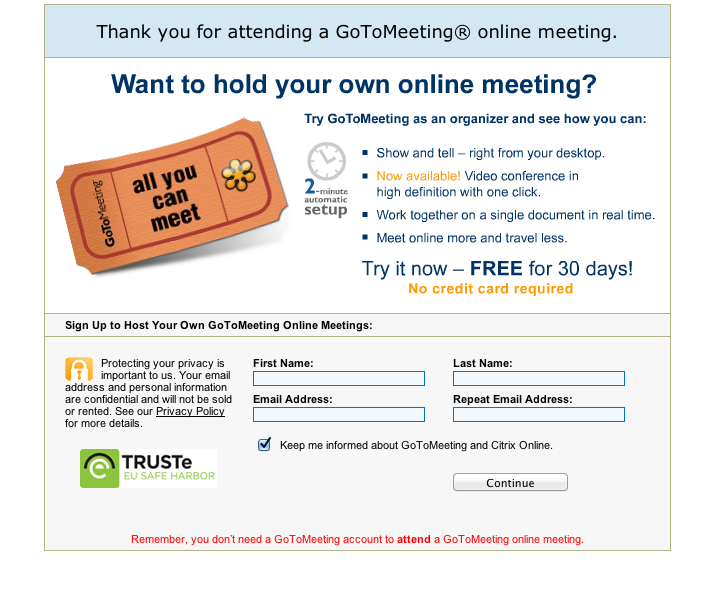 Thank you for attending a GoToMeeting® online meeting.
Want to hold your own online meeting?
GoToMeeting
all you
can
meet
Try GoToMeeting as an organizer and see how you can:
2-minute
automatic
setup
Show and tell – right from your desktop.
Now available! Video conference in
high definition with one click.
Work together on a single document in real time.
Meet online more and travel less.
Try it now – FREE for 30 days!
No credit card required
Sign Up to Host Your Own GoToMeeting Online Meetings:
Protecting your privacy is
important to us. Your email
address and personal information
are confidential and will not be sold
or rented. See our Privacy Policy
for more details.
TRUSTe
EU SAFE HARBOR
First Name:
Last Name:
Email Address:
Repeat Email Address:
Keep me informed about GoToMeeting and Citrix Online.
Continue
Remember, you don't need a GoToMeeting account to attend a GoToMeeting online meeting.